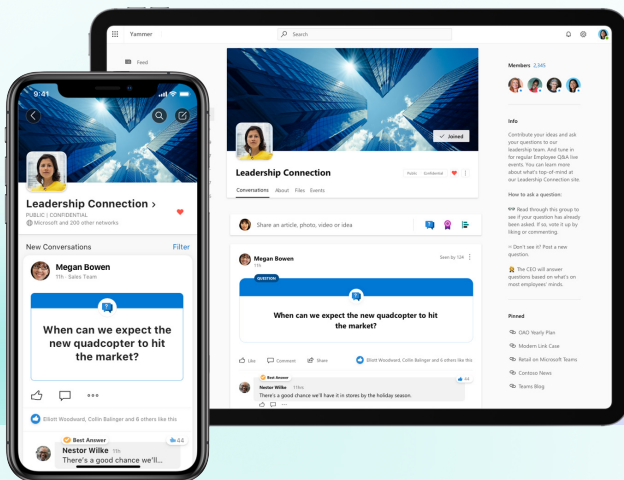 9:41
Leadership Connection >
PUBLIC | CONFIDENTIAL
Microsoft and 200 other networks
New Conversations
Filter
Megan Bowen
11h · Sales Team
When can we expect the
new quadcopter to hit
the market?
Elliott Woodward, Collin Balinger and 6 others like this
Best Answer
44
Nestor Wilke 11h
There's a good chance we'll...
Yammer
Search
Feed
Joined
Leadership Connection
Public
Confidential
Conversations About Files Events
Share an article, photo, video or idea
Megan Bowen
11h
Seen by 124
QUESTION
When can we expect the new quadcopter to hit
the market?
Like
Comment
Share
Elliott Woodward, Collin Balinger and 6 others like this
Best Answer
44
Nestor Wilke 11hrs
There's a good chance we'll have it in stores by the holiday season.
Members 2,345
Info
Contribute your ideas and ask
your questions to our
leadership team. And tune in
for regular Employee Q&A live
events. You can learn more
about what's top-of-mind at
our Leadership Connection site.
How to ask a question:
Read through this group to
see if your question has already
been asked. If so, vote it up by
liking or commenting.
Don't see it? Post a new
question.
The CEO will answer
questions based on what's on
most employees' minds.
Pinned
OAO Yearly Plan
Modern Link Case
Retail on Microsoft Teams
Contoso News
Teams Blog